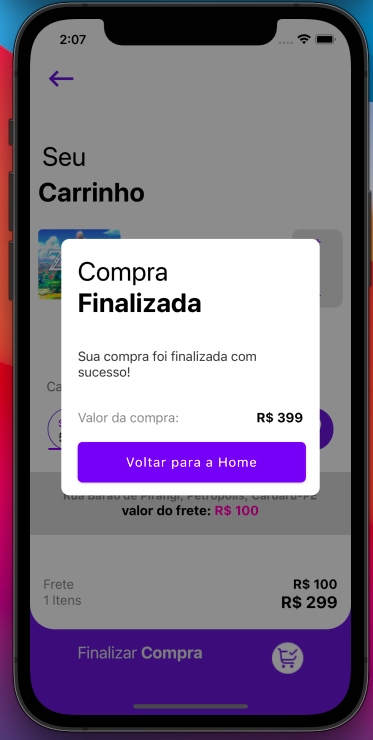 2:07
Seu
Carrinho
Compra
Finalizada
Sua compra foi finalizada com
sucesso!
Ca
Valor da compra: R$ 399
Voltar para a Home
Rua Barão de Pirangi, Petrópolis, Caruaru-PE
valor do frete: R$ 100
Frete R$ 100
1 Itens R$ 299
Finalizar Compra